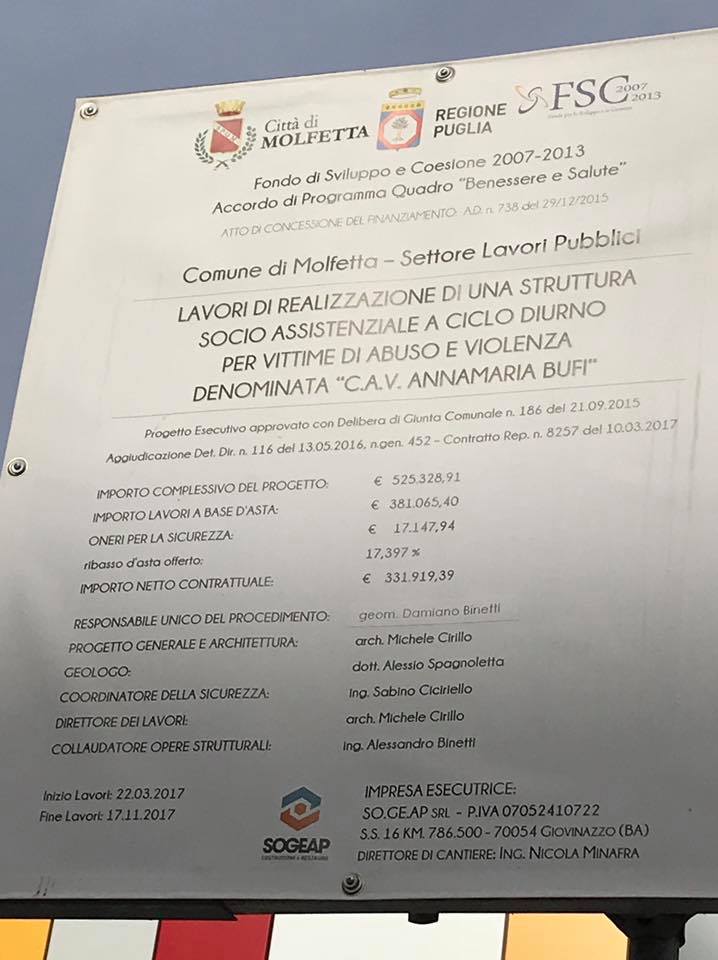 Città di
MOLFETTA
REGIONE
PUGLIA
FSC 2007
2013
Fondo di Sviluppo e Coesione 2007-2013
Accordo di Programma Quadro "Benessere e Salute"
ATTO DI CONCESSIONE DEL FINANZIAMENTO: A.D. n. 738 del 29/12/2015
Comune di Molfetta – Settore Lavori Pubblici
LAVORI DI REALIZZAZIONE DI UNA STRUTTURA
SOCIO ASSISTENZIALE A CICLO DIURNO
PER VITTIME DI ABUSO E VIOLENZA
DENOMINATA "C.A.V. ANNAMARIA BUFI"
Progetto Esecutivo approvato con Delibera di Giunta Comunale n. 186 del 21.09.2015
Aggiudicazione Det. Dir. n. 116 del 13.05.2016, n.gen. 452 – Contratto Rep. n. 8257 del 10.03.2017
IMPORTO COMPLESSIVO DEL PROGETTO: € 525.328,91
IMPORTO LAVORI A BASE D'ASTA: € 381.065,40
ONERI PER LA SICUREZZA: € 17.147,94
ribasso d'asta offerto: 17,397 %
IMPORTO NETTO CONTRATTUALE: € 331.919,39
RESPONSABILE UNICO DEL PROCEDIMENTO: geom. Damiano Binetti
PROGETTO GENERALE E ARCHITETTURA: arch. Michele Cirillo
GEOLOGO: dott. Alessio Spagnoletta
COORDINATORE DELLA SICUREZZA: ing. Sabino Ciciriello
DIRETTORE DEI LAVORI: arch. Michele Cirillo
COLLAUDATORE OPERE STRUTTURALI: ing. Alessandro Binetti
Inizio Lavori: 22.03.2017
Fine Lavori: 17.11.2017
SOGEAP
COSTRUZIONI e RESTAURO
IMPRESA ESECUTRICE:
SO.GE.AP SRL - P.IVA 07052410722
S.S. 16 KM. 786.500 - 70054 GIOVINAZZO (BA)
DIRETTORE DI CANTIERE: ING. NICOLA MINAFRA